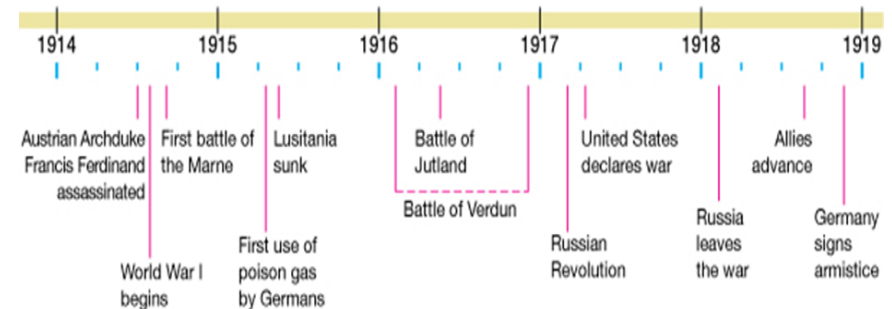 1914 1915 1916 1917 1918 1919
Austrian Archduke
Francis Ferdinand
assassinated
World War I
begins
First battle of
the Marne
First use of
poison gas
by Germans
Lusitania
sunk
Battle of
Jutland
Battle of Verdun
Russian
Revolution
United States
declares war
Russia
leaves
the war
Allies
advance
Germany
signs
armistice